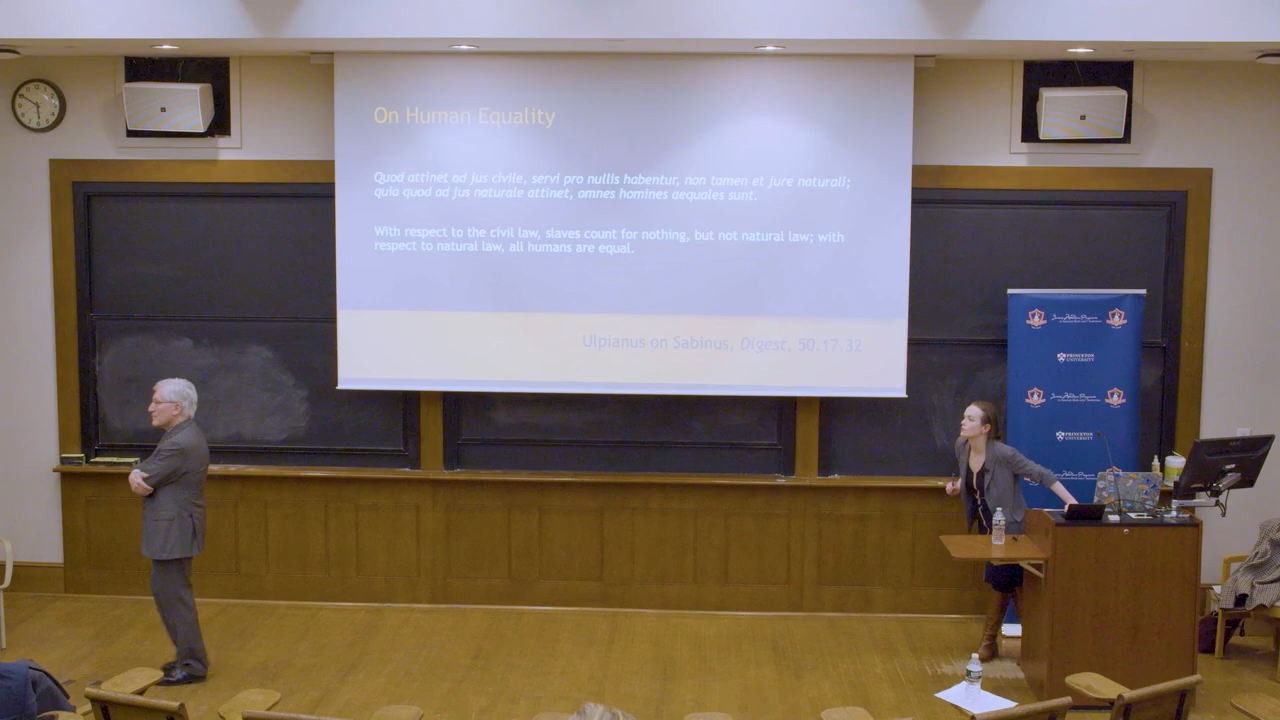 On Human Equality
Quod attinet ad jus civile, servi pro nullis habentur, non tamen et jure naturali;
quia quod ad jus naturale attinet, omnes homines aequales sunt.
With respect to the civil law, slaves count for nothing, but not natural law; with
respect to natural law, all humans are equal.
Ulpianus on Sabinus, Digest, 50.17.32
PRINCETON
UNIVERSITY
PRINCETON
UNIVERSITY